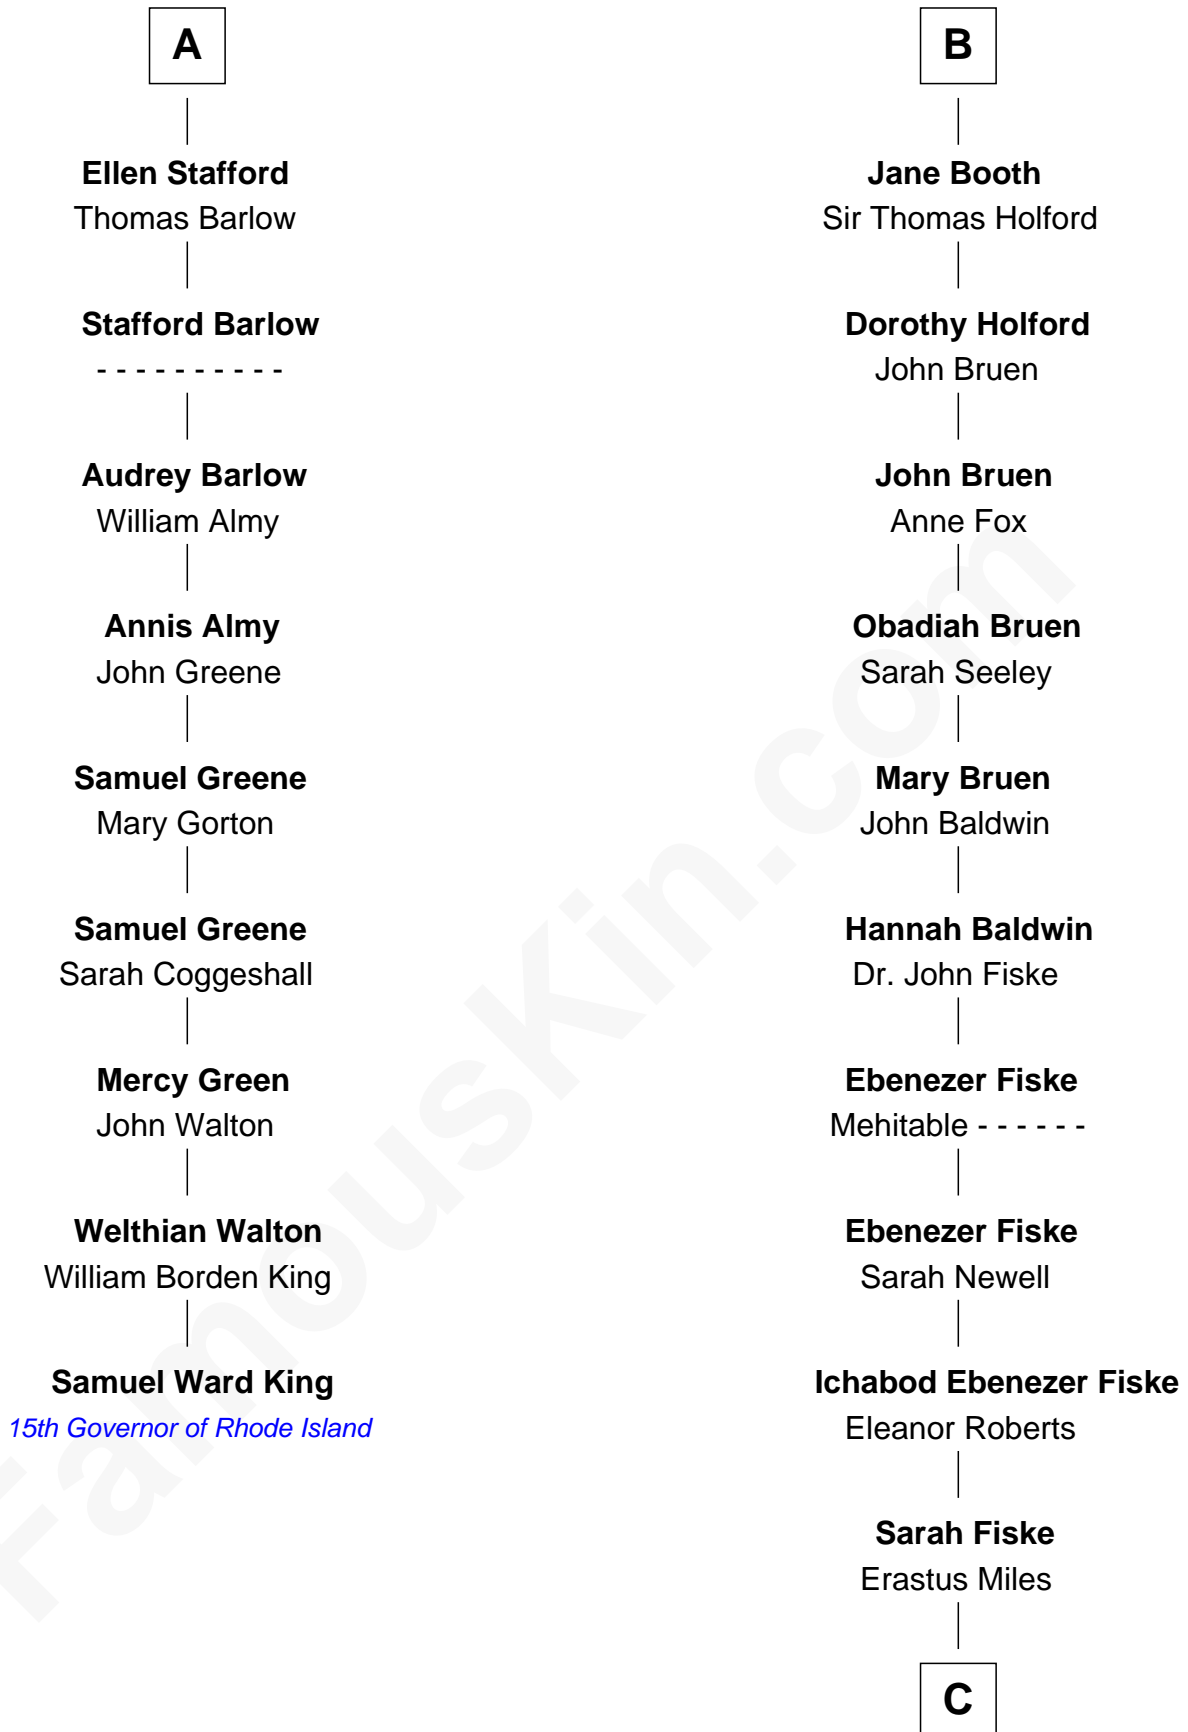 A
Ellen Stafford
Thomas Barlow
Stafford Barlow
- - - - - - - - - -
Audrey Barlow
William Almy
Annis Almy
John Greene
Samuel Greene
Mary Gorton
Samuel Greene
Sarah Coggeshall
Mercy Green
John Walton
Welthian Walton
William Borden King
Samuel Ward King
15th Governor of Rhode Island
B
Jane Booth
Sir Thomas Holford
Dorothy Holford
John Bruen
John Bruen
Anne Fox
Obadiah Bruen
Sarah Seeley
Mary Bruen
John Baldwin
Hannah Baldwin
Dr. John Fiske
Ebenezer Fiske
Mehitable - - - - - -
Ebenezer Fiske
Sarah Newell
Ichabod Ebenezer Fiske
Eleanor Roberts
Sarah Fiske
Erastus Miles
C
FamousKin.com